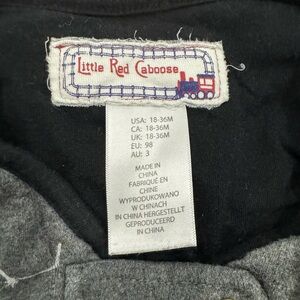 Little Red Caboose
USA: 18-36M
CA: 18-36M
UK: 18-36M
EU: 98
AU: 3
MADE IN
CHINA
FABRIQUÉ EN
CHINE
WYPRODUKOWANO
W CHINACH
IN CHINA HERGESTELLT
GEPRODUCEERD
IN CHINA